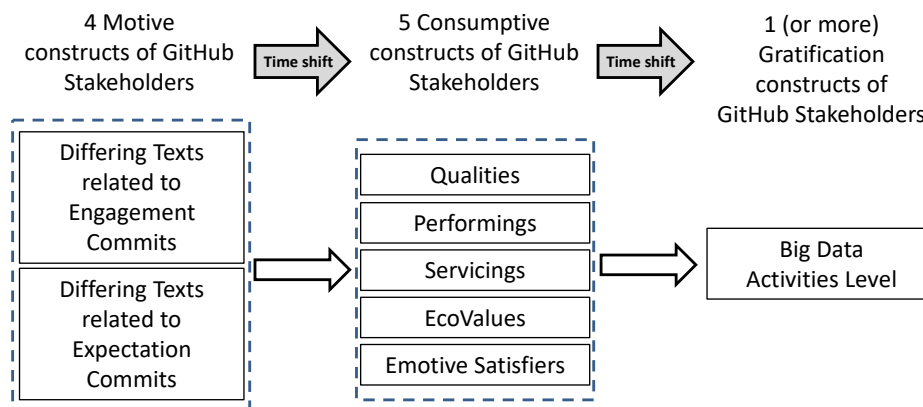 4 Motive
constructs of GitHub
Stakeholders
Time shift
5 Consumptive
constructs of GitHub
Stakeholders
Time shift
1 (or more)
Gratification
constructs of
GitHub Stakeholders
Differing Texts
related to
Engagement
Commits
Differing Texts
related to
Expectation
Commits
Qualities
Performings
Servicings
EcoValues
Emotive Satisfiers
Big Data
Activities Level